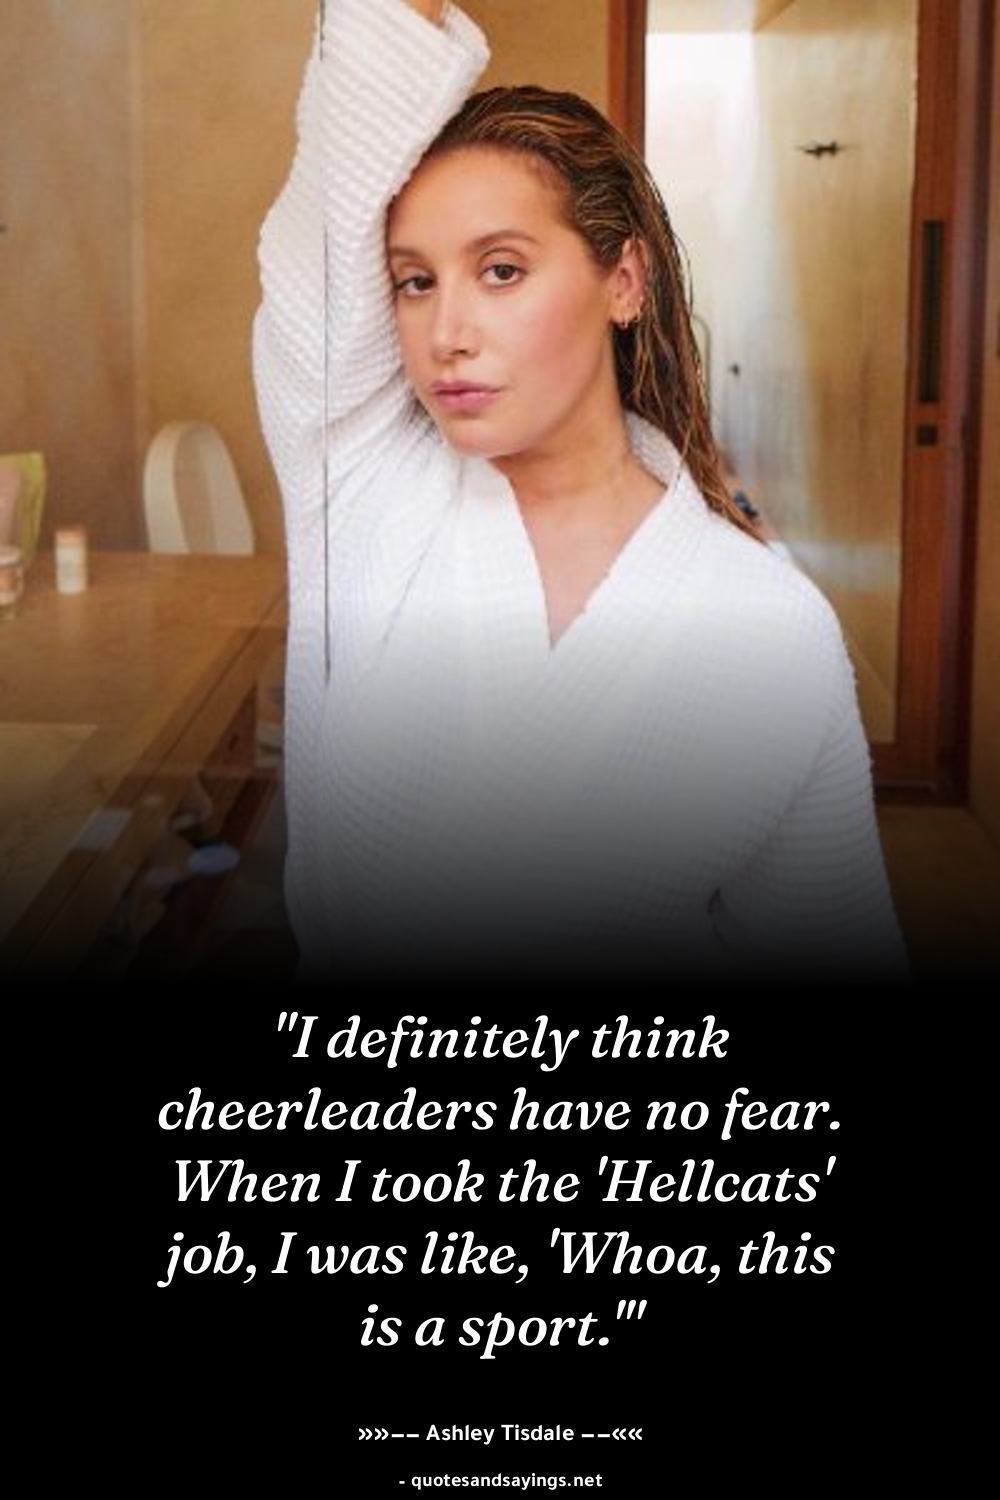 "I definitely think
cheerleaders have no fear.
When I took the 'Hellcats'
job, I was like, 'Whoa, this
is a sport.'"
»»–– Ashley Tisdale ––««
- quotesandsayings.net